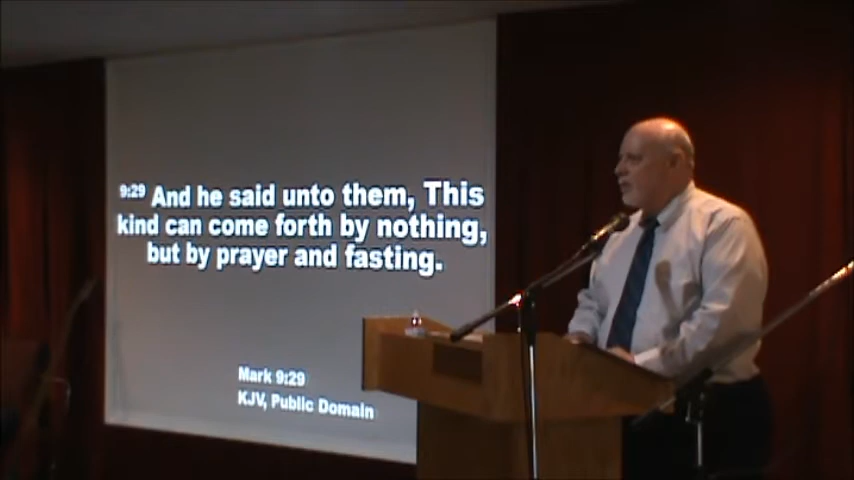 9:29 And he said unto them, This
kind can come forth by nothing,
but by prayer and fasting.
Mark 9:29
KJV, Public Domain